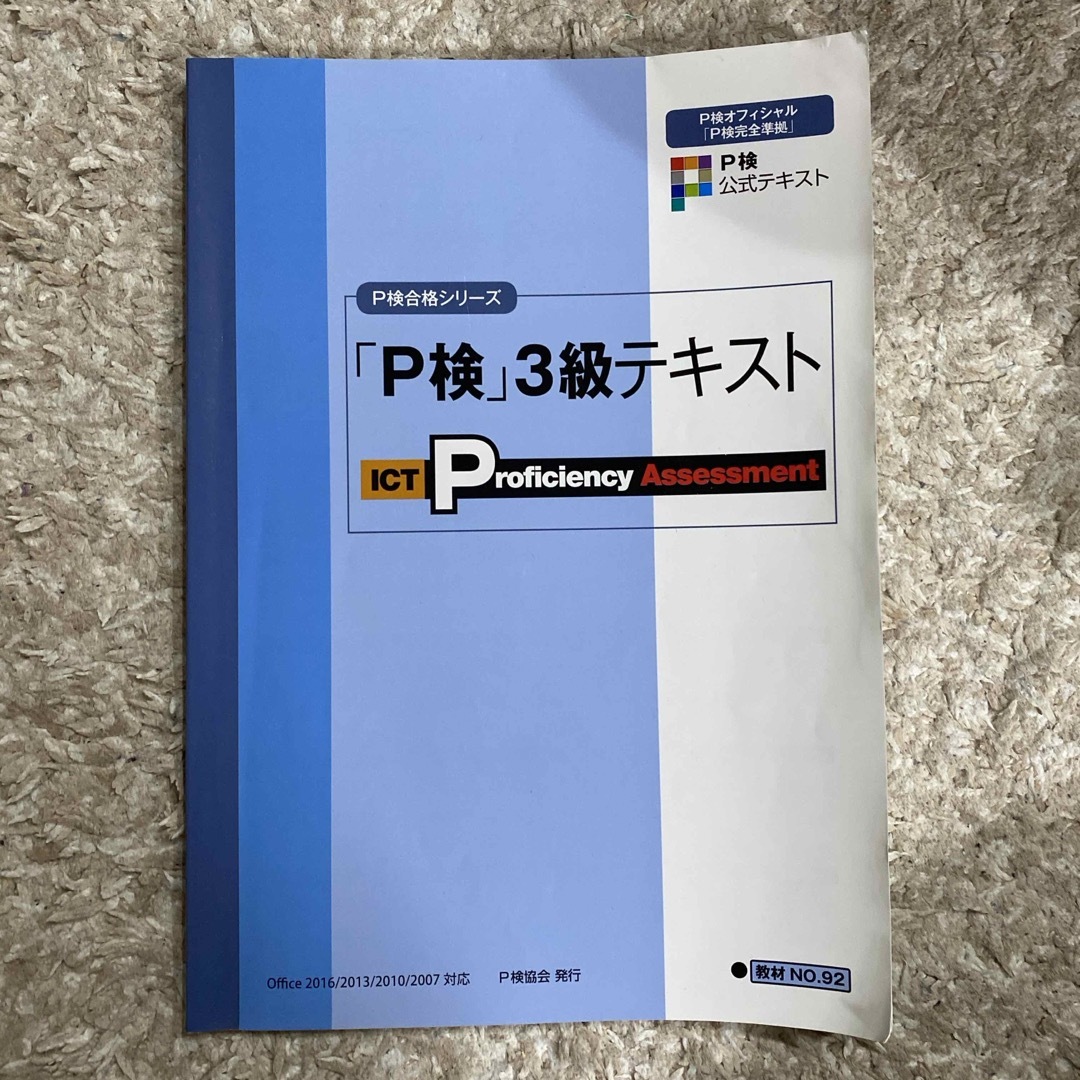 P検オフィシャル
「P検完全準拠」
P検
公式テキスト
P検合格シリーズ
「P検」3級テキスト
ICT Proficiency Assessment
Office 2016/2013/2010/2007 対応 P検協会 発行
●教材 NO.92